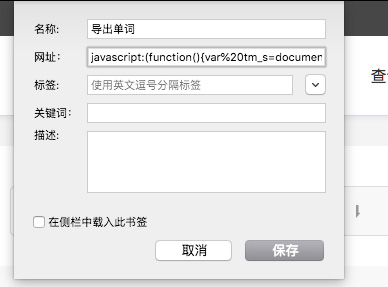 名称: 导出单词
网址: javascript:(function(){var%20tm_s=documen
查
标签: 使用英文逗号分隔标签
关键词:
描述:
在侧栏中载入此书签
取消 保存